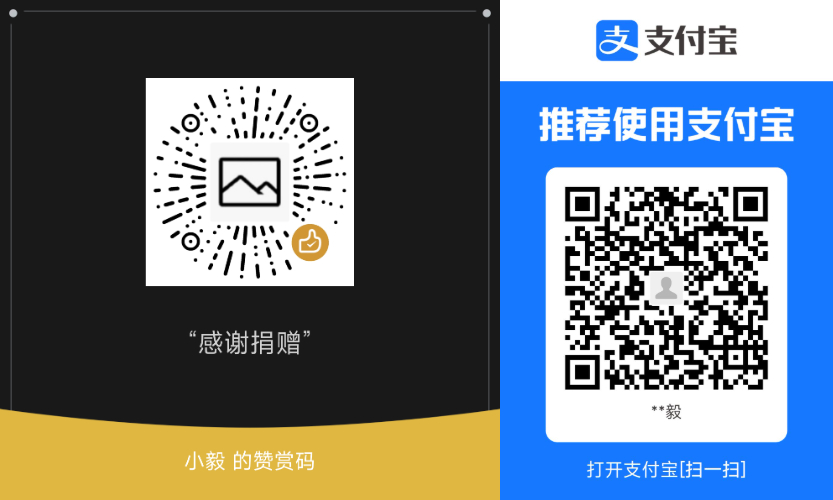 “感谢捐赠”
小毅 的赞赏码
支 支付宝
推荐使用支付宝
**毅
打开支付宝[扫一扫]